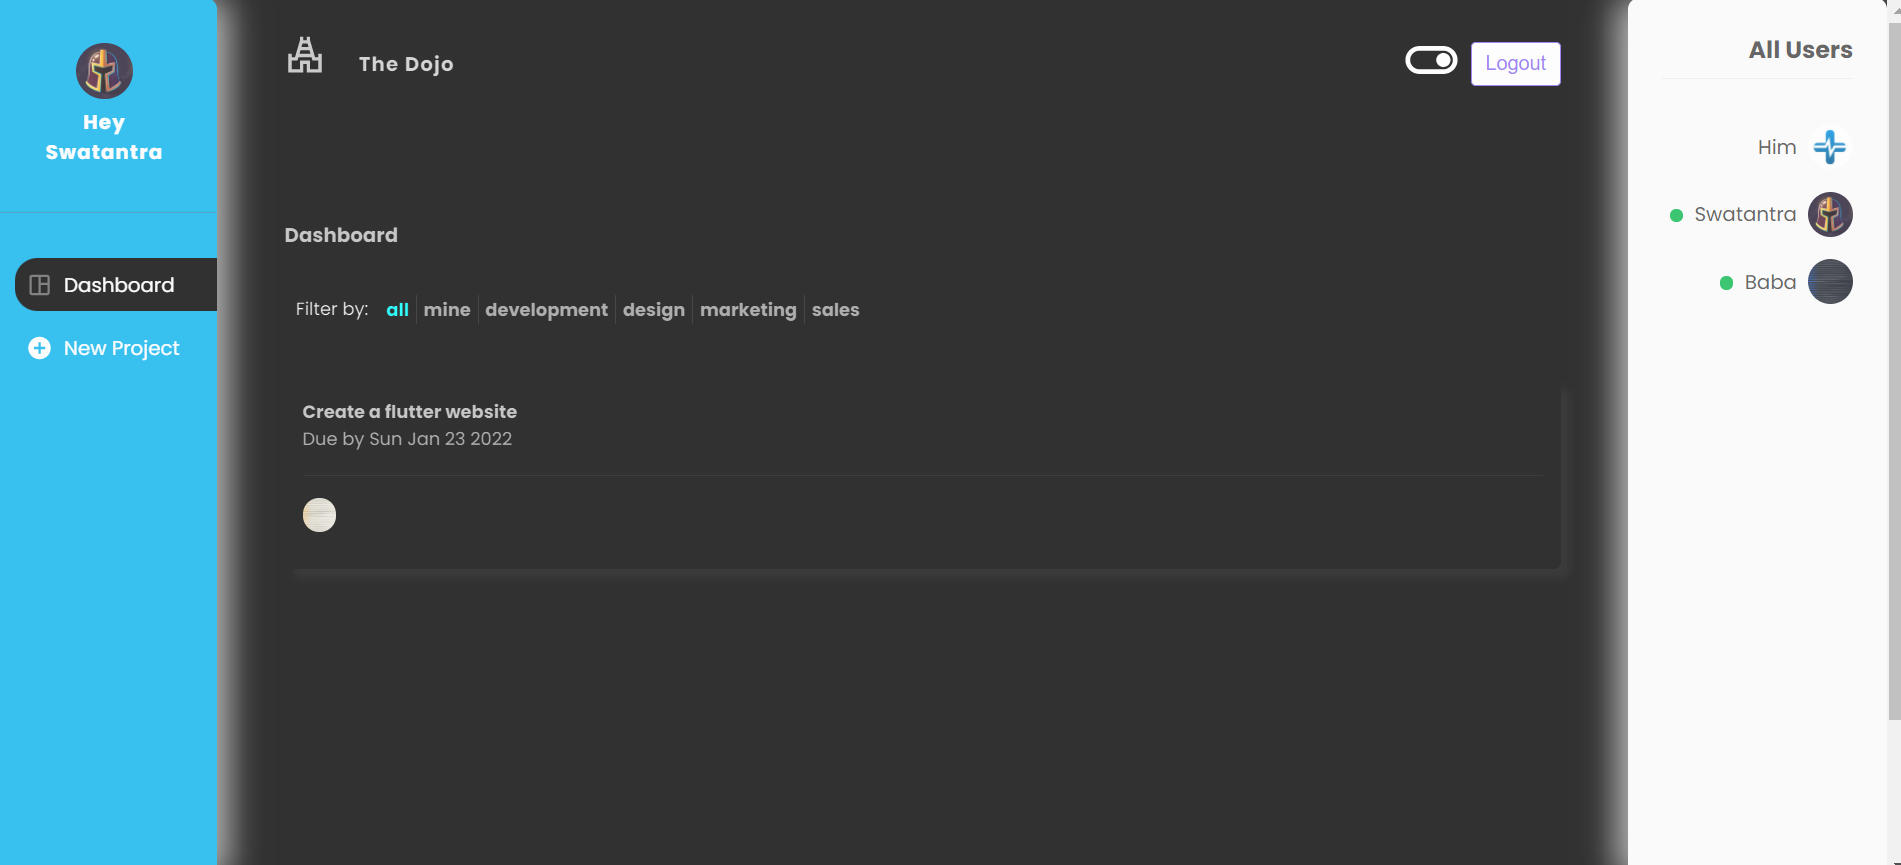 Hey
Swatantra
Dashboard
New Project
The Dojo
Logout
Dashboard
Filter by: all mine development design marketing sales
Create a flutter website
Due by Sun Jan 23 2022
All Users
Him
Swatantra
Baba